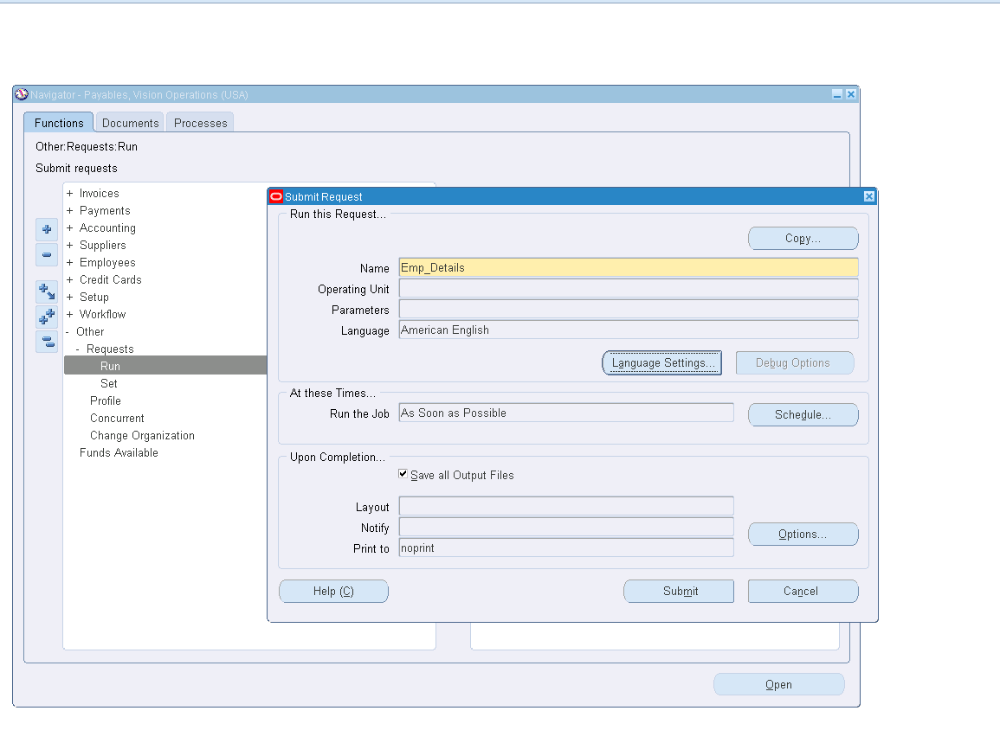 Navigator - Payables, Vision Operations (USA)
Functions Documents Processes
Other:Requests:Run
Submit requests
+ Invoices
+ Payments
+ Accounting
+ Suppliers
+ Employees
+ Credit Cards
+ Setup
+ Workflow
- Other
- Requests
Run
Set
Profile
Concurrent
Change Organization
Funds Available
Submit Request
Run this Request...
Copy...
Name Emp_Details
Operating Unit
Parameters
Language American English
Language Settings... Debug Options
At these Times...
Run the Job As Soon as Possible Schedule...
Upon Completion...
Save all Output Files
Layout
Notify
Options...
Print to noprint
Help (C) Submit Cancel
Open